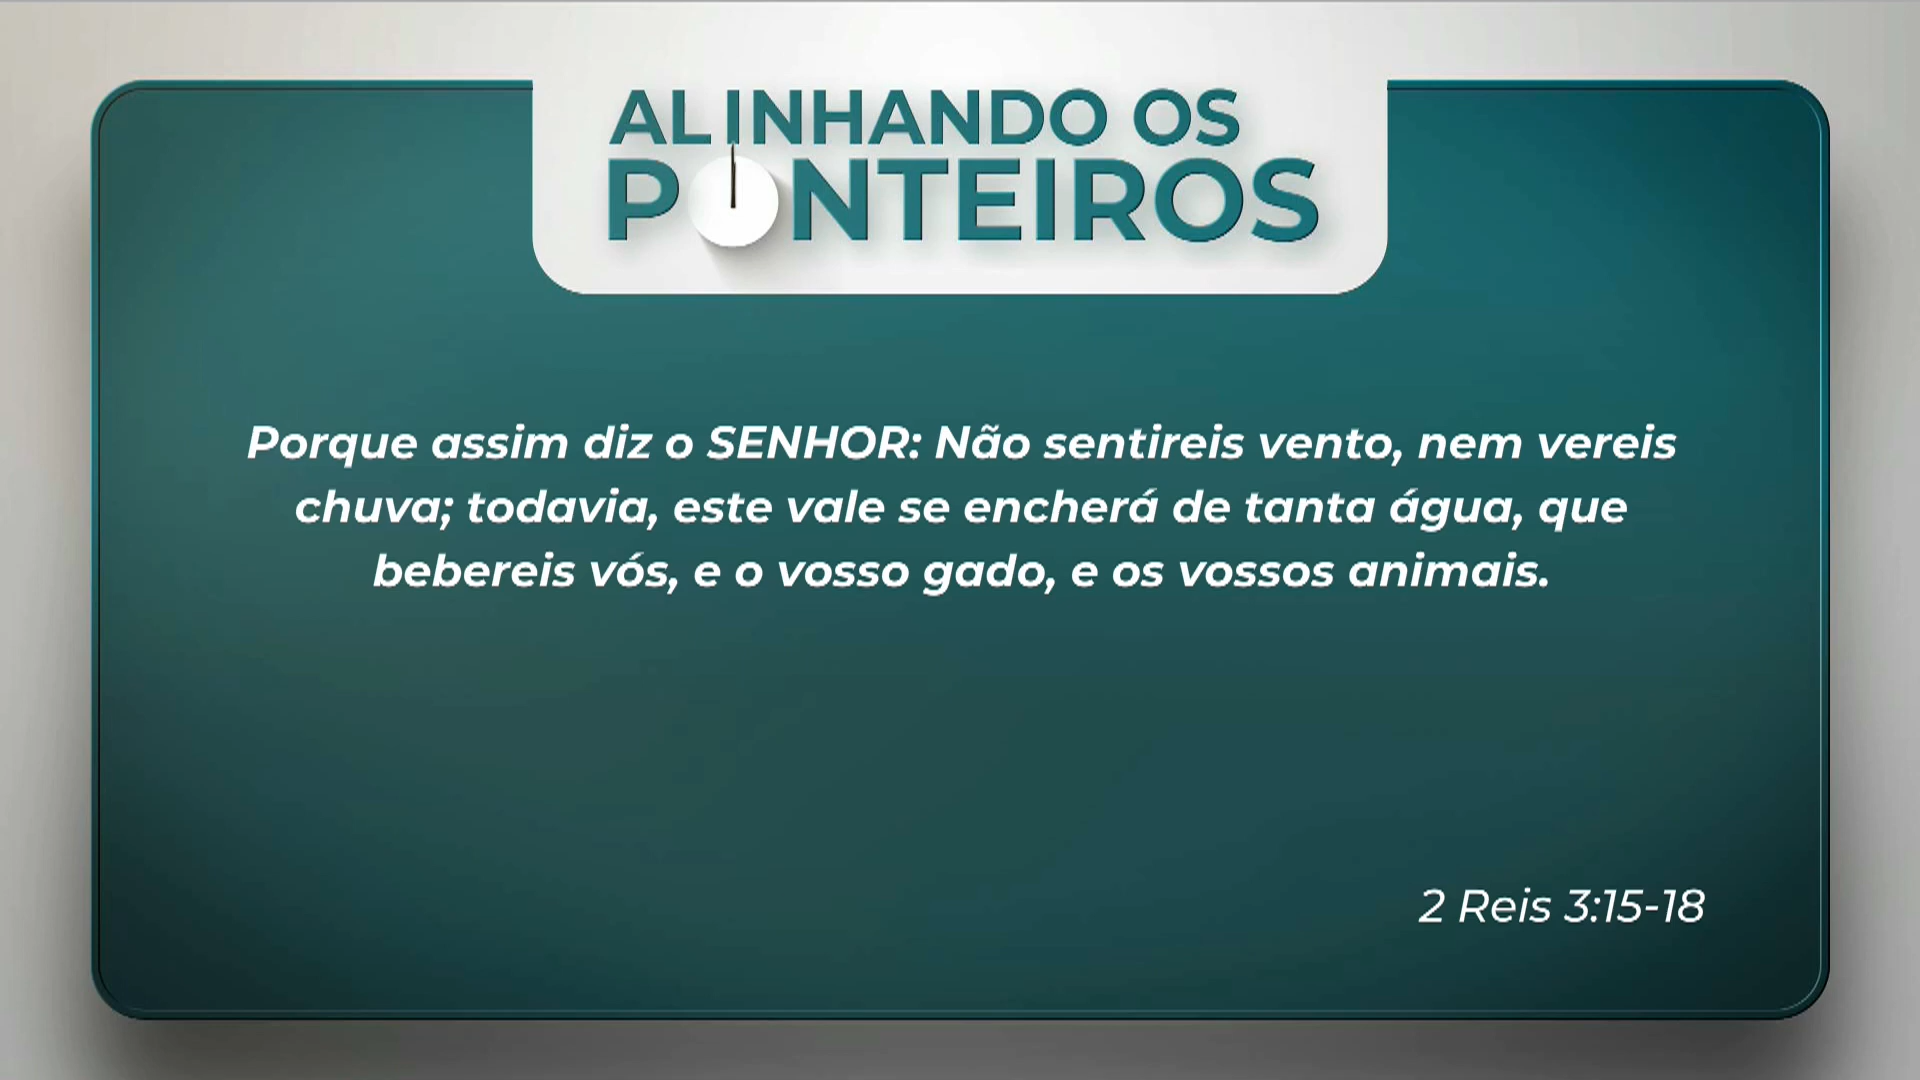 ALINHANDO OS
PONTEIROS
Porque assim diz o SENHOR: Não sentireis vento, nem vereis
chuva; todavia, este vale se encherá de tanta água, que
bebereis vós, e o vosso gado, e os vossos animais.
2 Reis 3:15-18